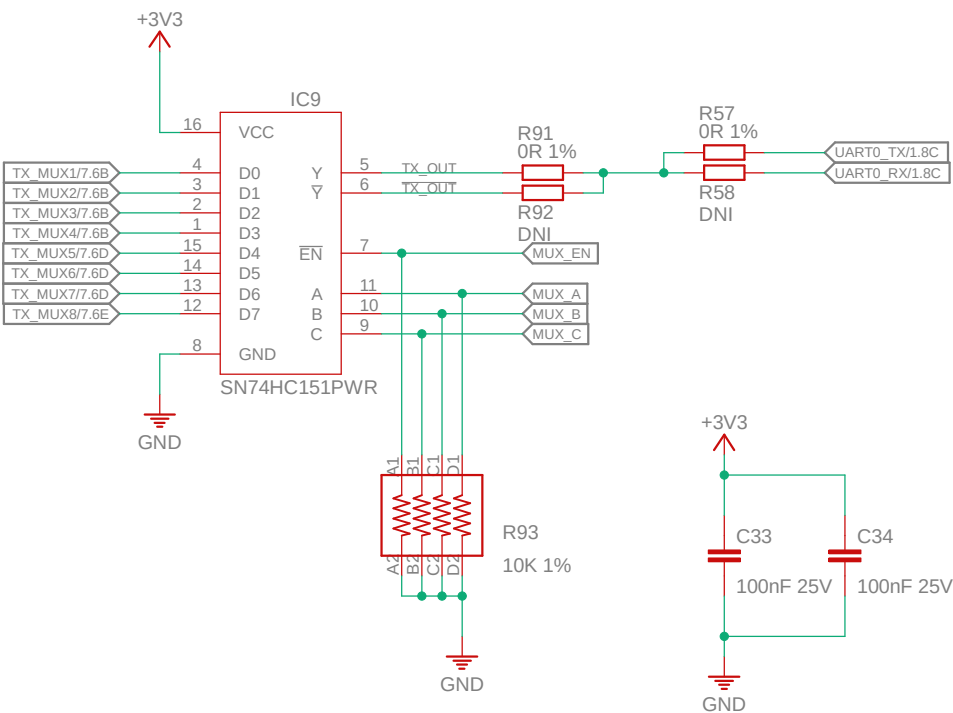 +3V3
IC9
16
VCC
TX_MUX1/7.6B
4
D0
Y
5
TX_OUT
TX_MUX2/7.6B
3
D1
Y
6
TX_OUT
TX_MUX3/7.6B
2
D2
TX_MUX4/7.6B
1
D3
TX_MUX5/7.6D
15
D4
EN
7
MUX_EN
TX_MUX6/7.6D
14
D5
TX_MUX7/7.6D
13
D6
A
11
MUX_A
TX_MUX8/7.6E
12
D7
B
10
MUX_B
C
9
MUX_C
8
GND
SN74HC151PWR
GND
R91
0R 1%
R92
DNI
R57
0R 1%
R58
DNI
UART0_TX/1.8C
UART0_RX/1.8C
A1
B1
C1
D1
R93
10K 1%
A2
B2
C2
D2
GND
+3V3
C33
100nF 25V
C34
100nF 25V
GND